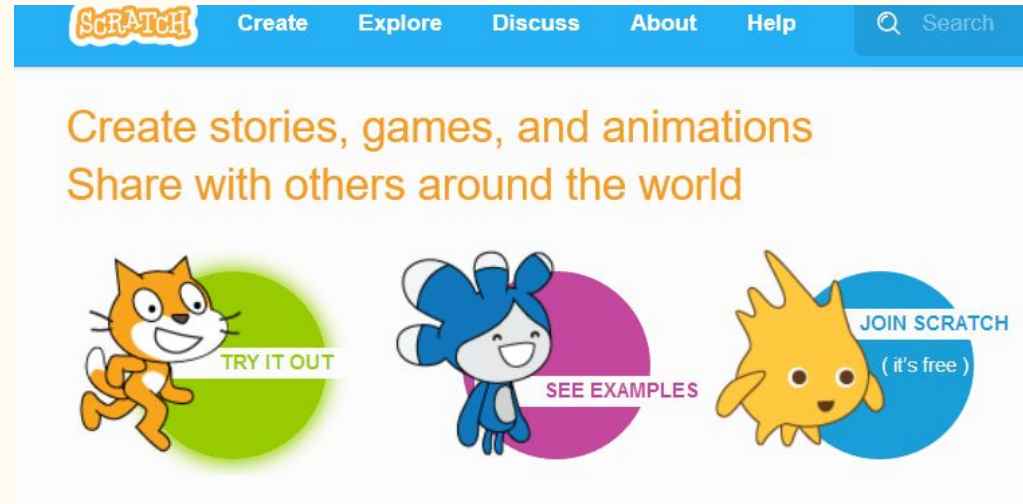 SCRATCH Create Explore Discuss About Help Search
Create stories, games, and animations
Share with others around the world
TRY IT OUT
SEE EXAMPLES
JOIN SCRATCH
( it's free )